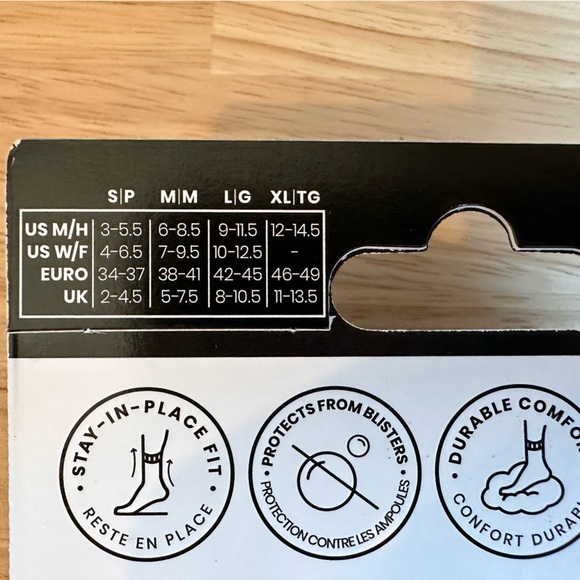 S|P M|M L|G XL|TG
US M/H 3-5.5 6-8.5 9-11.5 12-14.5
US W/F 4-6.5 7-9.5 10-12.5 -
EURO 34-37 38-41 42-45 46-49
UK 2-4.5 5-7.5 8-10.5 11-13.5
• STAY-IN-PLACE FIT •
RESTE EN PLACE
• PROTECTS FROM BLISTERS •
PROTECTION CONTRE LES AMPOULES
• DURABLE
CONFORT